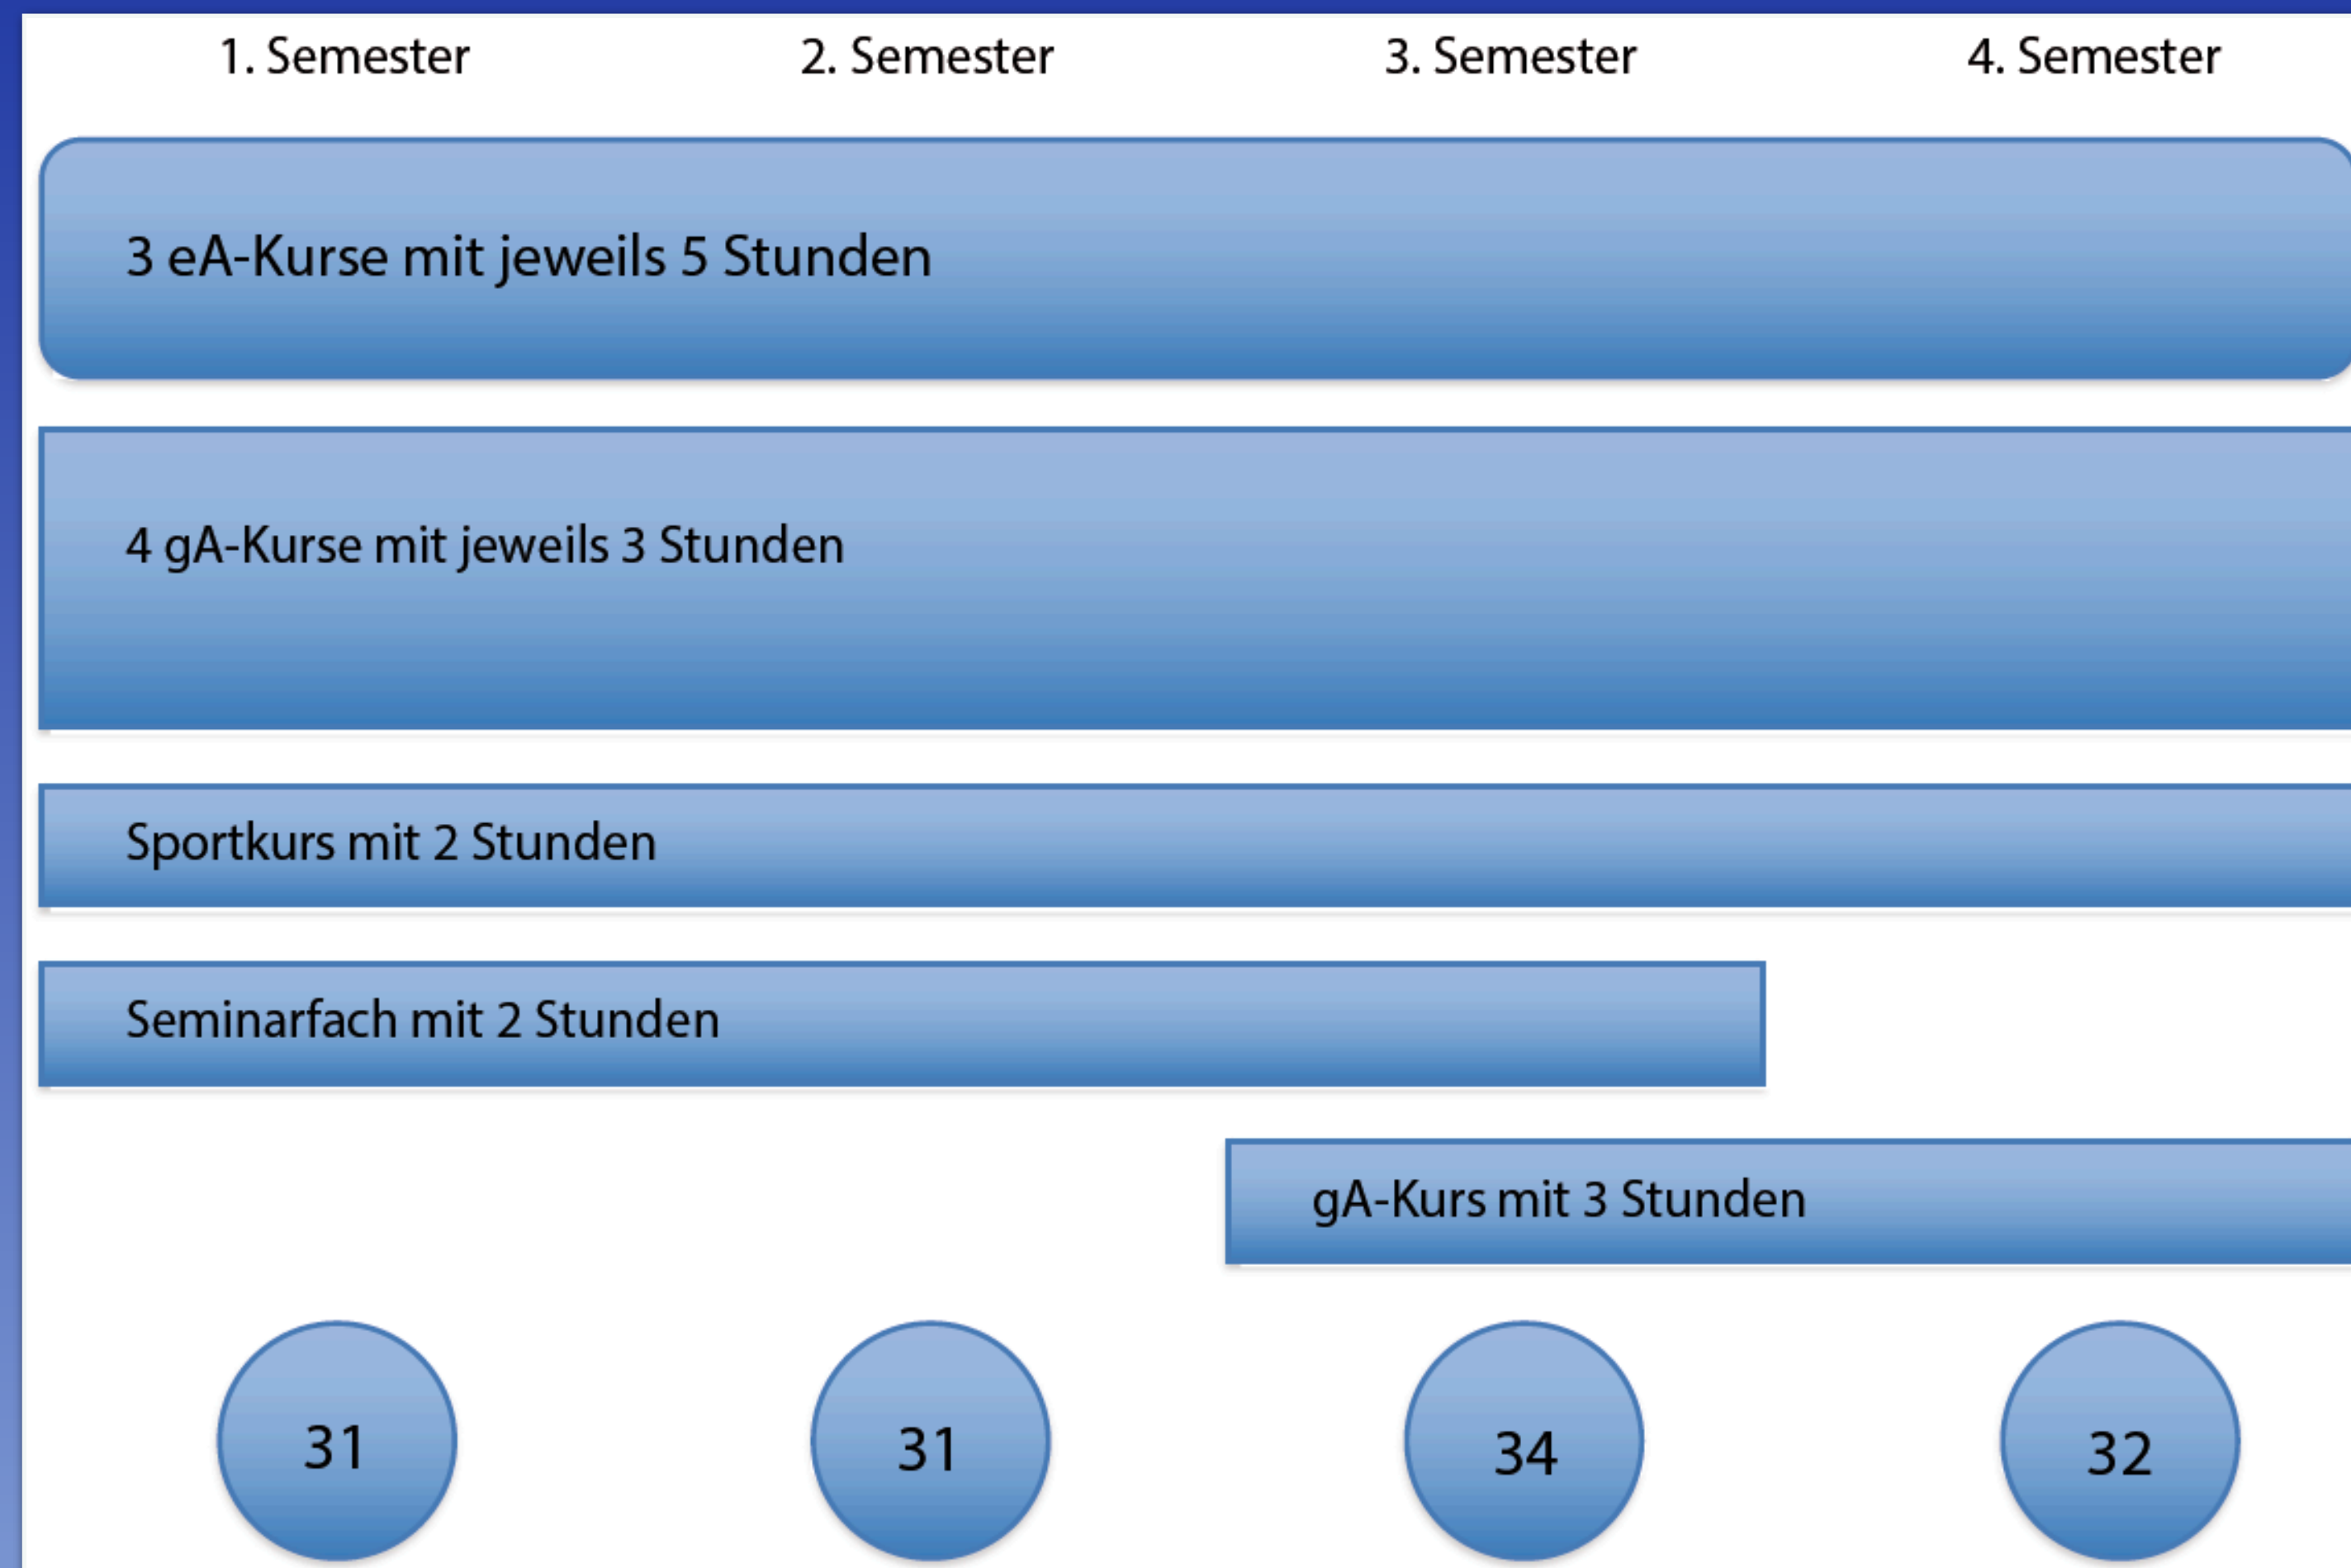 1. Semester 2. Semester 3. Semester 4. Semester
3 eA-Kurse mit jeweils 5 Stunden
4 gA-Kurse mit jeweils 3 Stunden
Sportkurs mit 2 Stunden
Seminarfach mit 2 Stunden
gA-Kurs mit 3 Stunden
31 31 34 32